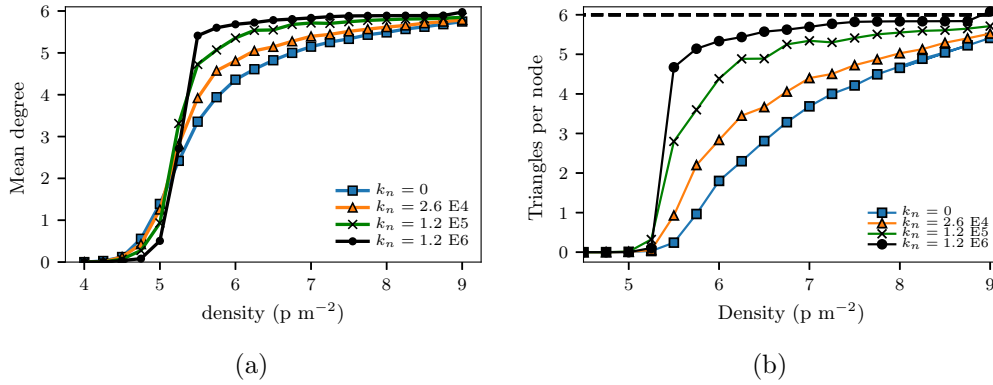 6
5
4
3
2
1
0
Mean degree
4 5 6 7 8 9
density (p m⁻²)
kₙ = 0
kₙ = 2.6 E4
kₙ = 1.2 E5
kₙ = 1.2 E6
(a)
6
5
4
3
2
1
0
Triangles per node
5 6 7 8 9
Density (p m⁻²)
kₙ = 0
kₙ = 2.6 E4
kₙ = 1.2 E5
kₙ = 1.2 E6
(b)